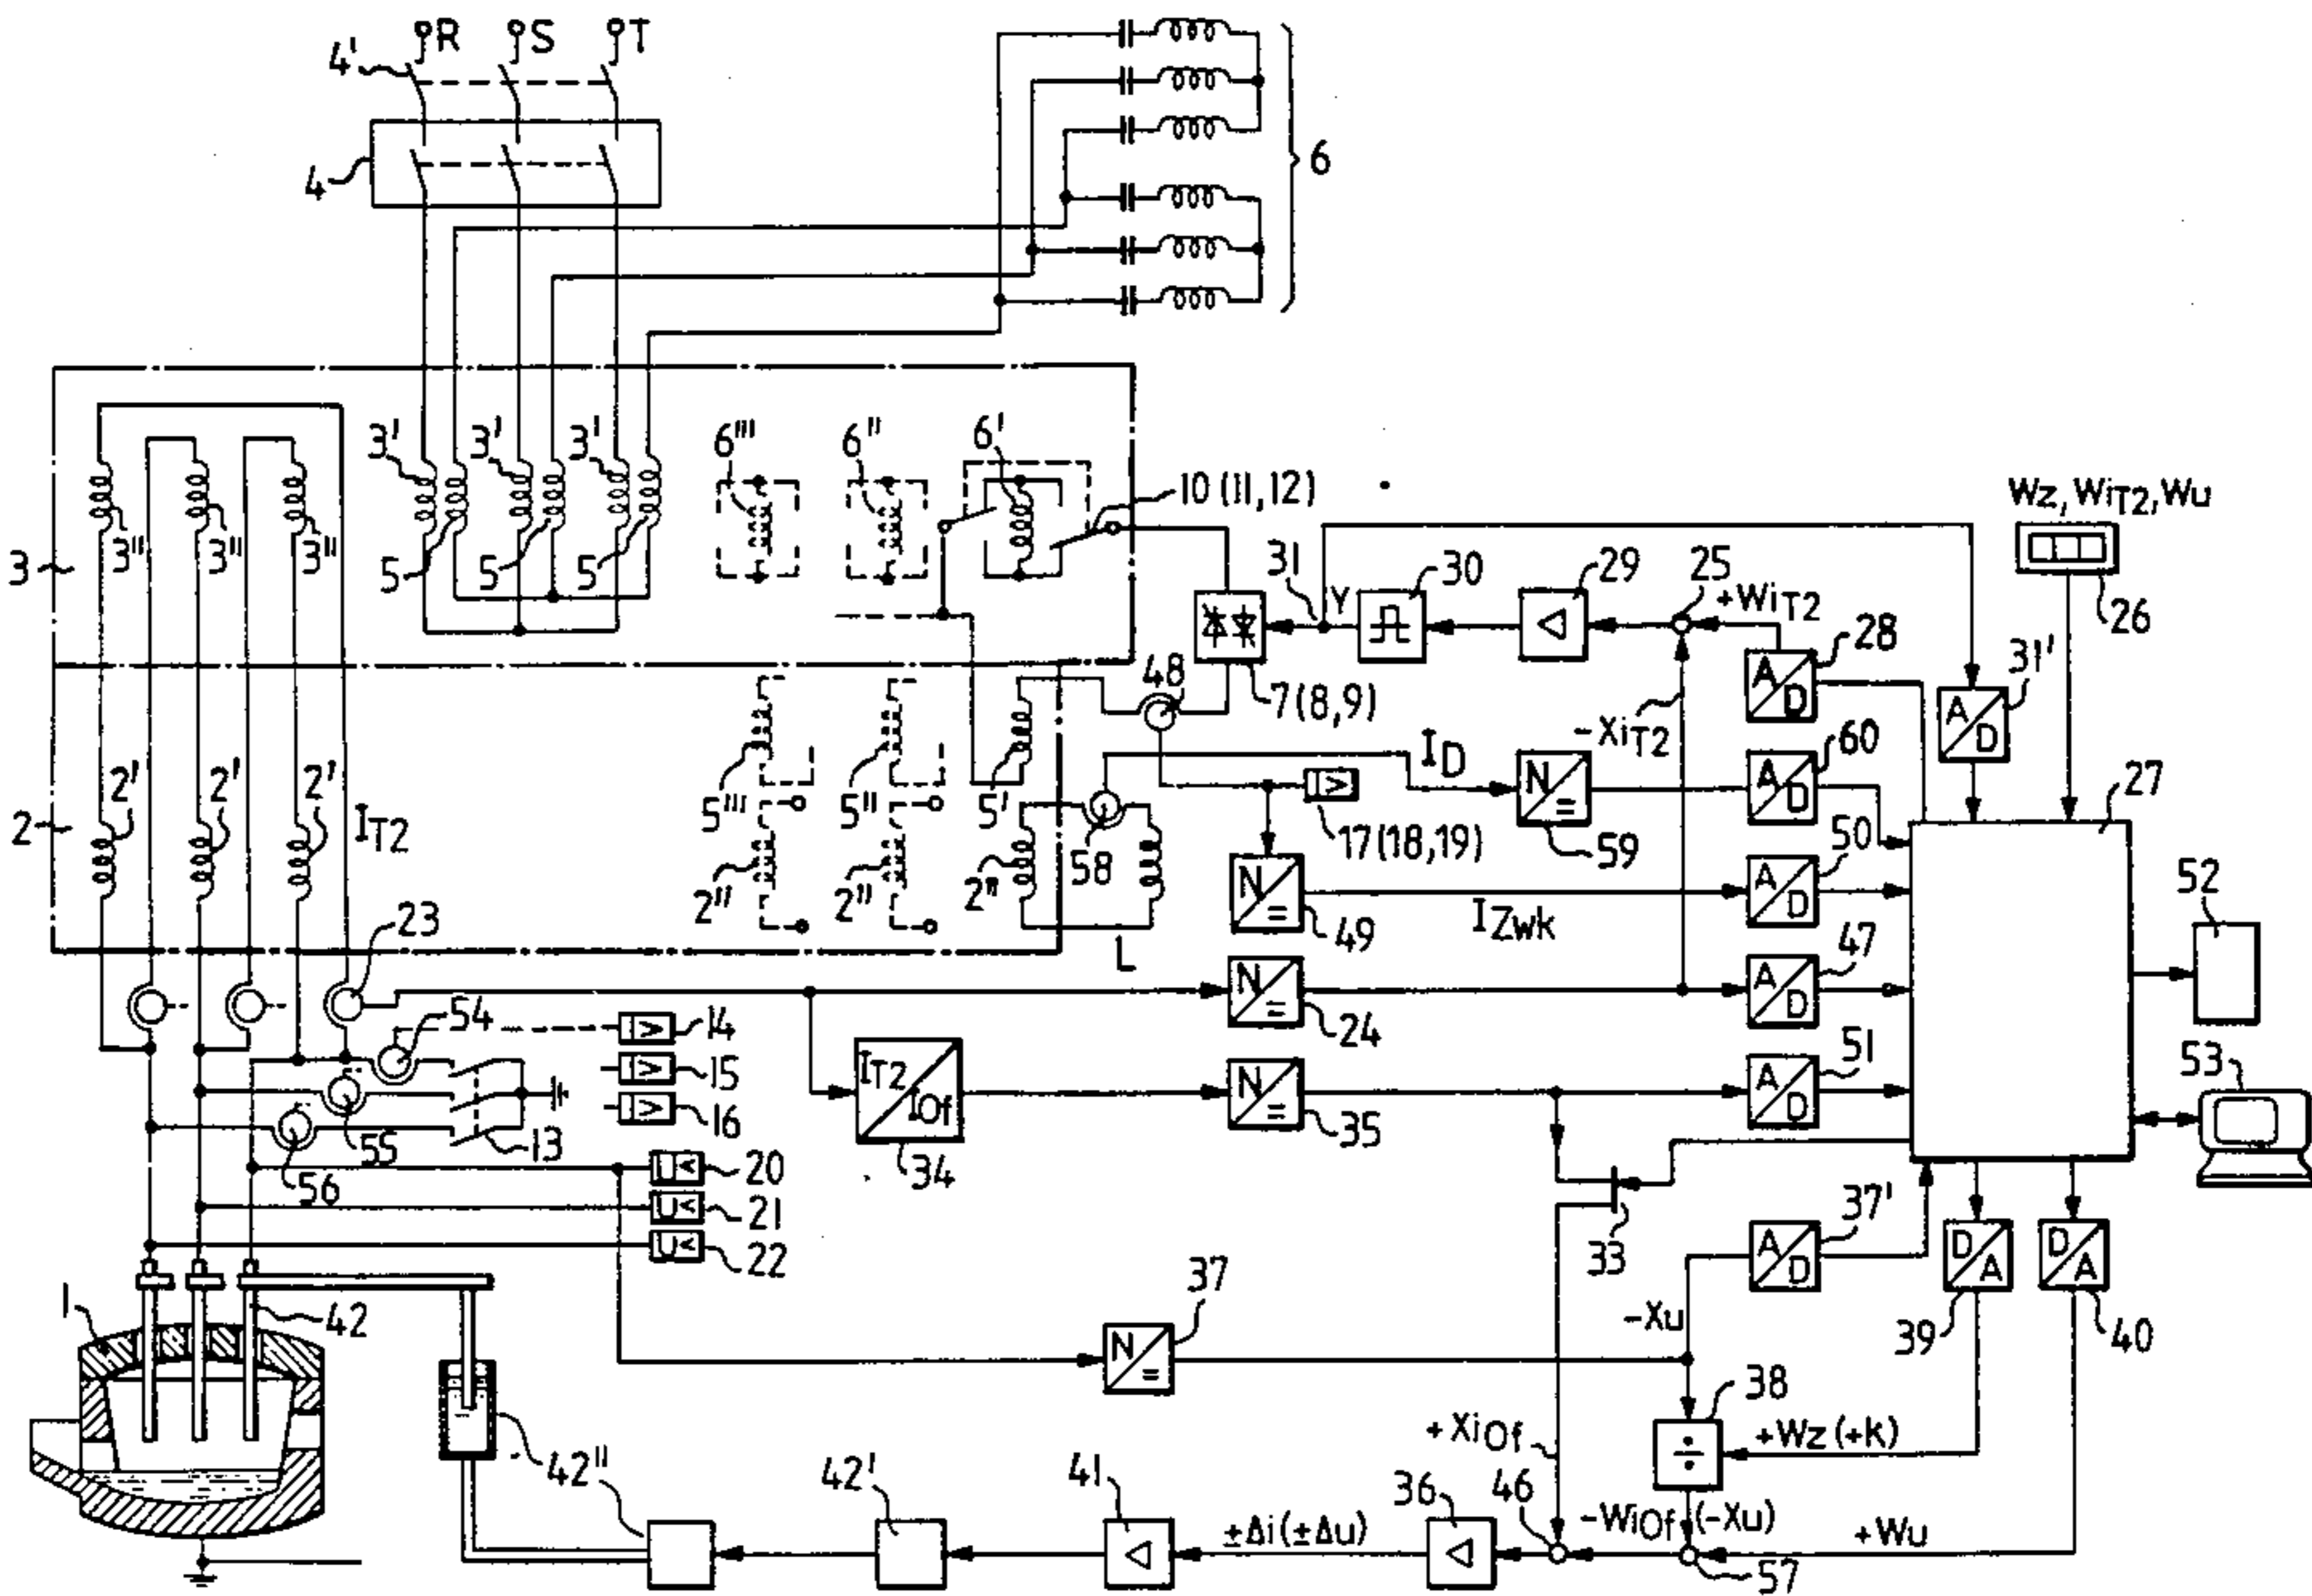 R S T
4'
4
6
3' 3' 3'
6''' 6'' 6'
10 (11, 12)
Wz, WiT2, Wu
3
3'' 3'' 3''
5 5 5
31
Y
30
29
25
+WiT2
26
28
A/D
31'
A/D
48
7(8,9)
-XiT2
60
A/D
ID
N/=
59
27
5''' 5'' 5'
58
17(18,19)
>
2
2' 2' 2'
IT2
2'' 2'' 2''
L
N/=
49
IZwk
50
A/D
52
23
N/=
24
47
A/D
54
> 14
> 15
> 16
IT2/IOf
34
N/=
35
51
A/D
53
55
13
56
U< 20
U< 21
U< 22
33
37'
A/D
D/A
39
D/A
40
1
42
37
N/=
-Xu
38
÷
+Wz(+k)
+XiOf
42''
42'
41
±Δi(±Δu)
36
46
-WiOf (-Xu)
+Wu
57